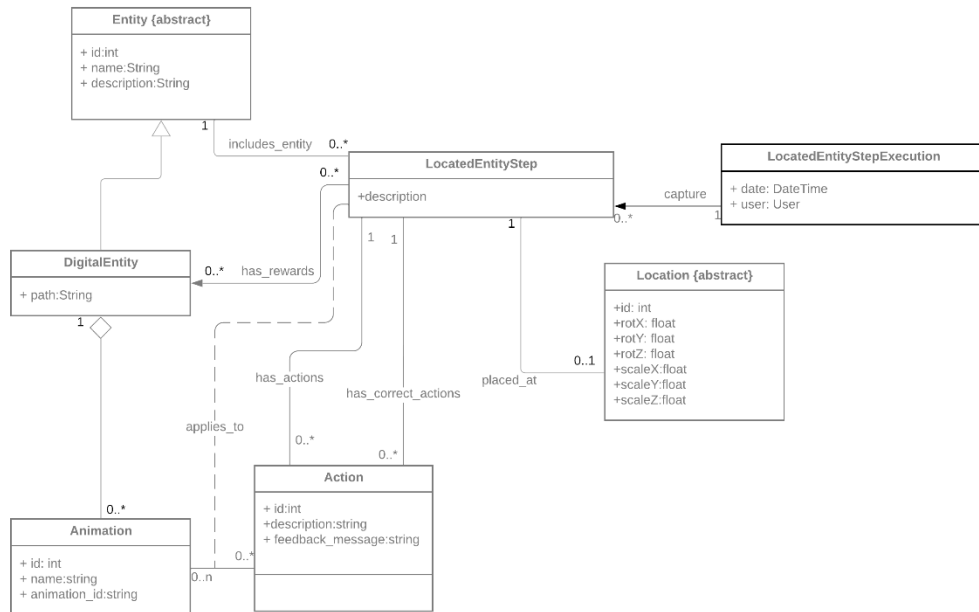 Entity {abstract}
+ id:int
+ name:String
+ description:String
1
includes_entity
0..*
LocatedEntityStep
+description
0..*
LocatedEntityStepExecution
+ date: DateTime
+ user: User
capture
0..*
1
DigitalEntity
+ path:String
0..*
has_rewards
1
1
1
1
Location {abstract}
+id: int
+rotX: float
+rotY: float
+rotZ: float
+scaleX:float
+scaleY:float
+scaleZ:float
0..1
placed_at
has_actions
has_correct_actions
applies_to
0..*
0..*
Action
+ id:int
+description:string
+ feedback_message:string
0..*
Animation
+ id: int
+ name:string
+ animation_id:string
0..*
0..n